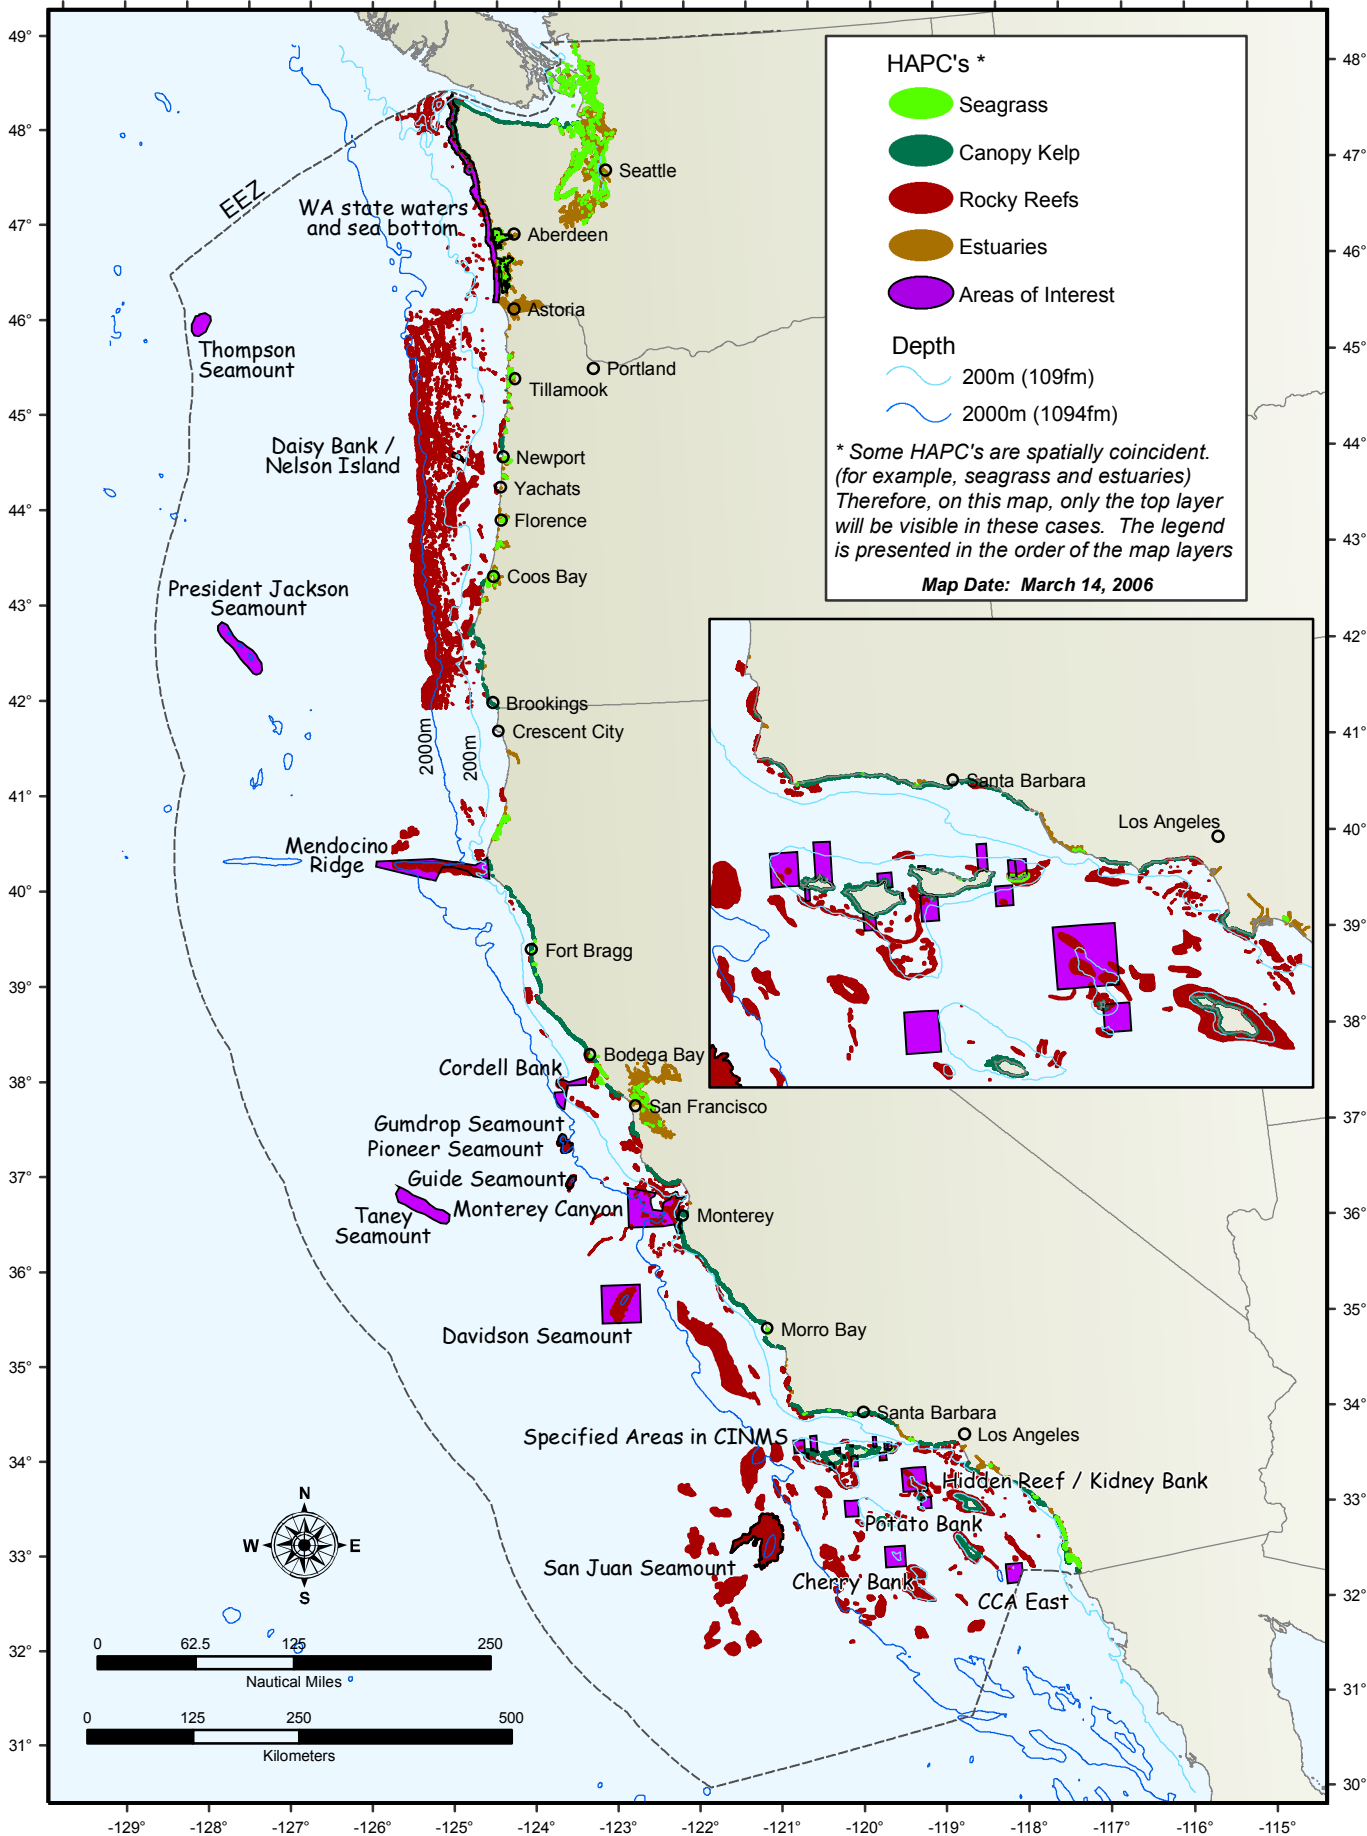 HAPC's *
Seagrass
Canopy Kelp
Rocky Reefs
Estuaries
Areas of Interest
Depth
200m (109fm)
2000m (1094fm)
* Some HAPC's are spatially coincident.
(for example, seagrass and estuaries)
Therefore, on this map, only the top layer
will be visible in these cases. The legend
is presented in the order of the map layers
Map Date: March 14, 2006
EEZ
Seattle
WA state waters
and sea bottom
Aberdeen
Astoria
Thompson
Seamount
Portland
Tillamook
Daisy Bank /
Nelson Island
Newport
Yachats
Florence
Coos Bay
President Jackson
Seamount
Brookings
Crescent City
2000m
200m
Mendocino
Ridge
Fort Bragg
Bodega Bay
Cordell Bank
San Francisco
Gumdrop Seamount
Pioneer Seamount
Guide Seamount
Monterey Canyon
Monterey
Taney
Seamount
Davidson Seamount
Morro Bay
Santa Barbara
Los Angeles
Specified Areas in CINMS
Hidden Reef / Kidney Bank
Potato Bank
San Juan Seamount
Cherry Bank
CCA East
Santa Barbara
Los Angeles
N
W
E
S
0
62.5
125
250
Nautical Miles
0
125
250
500
Kilometers
49°
48°
47°
46°
45°
44°
43°
42°
41°
40°
39°
38°
37°
36°
35°
34°
33°
32°
31°
48°
47°
46°
45°
44°
43°
42°
41°
40°
39°
38°
37°
36°
35°
34°
33°
32°
31°
30°
-129°
-128°
-127°
-126°
-125°
-124°
-123°
-122°
-121°
-120°
-119°
-118°
-117°
-116°
-115°